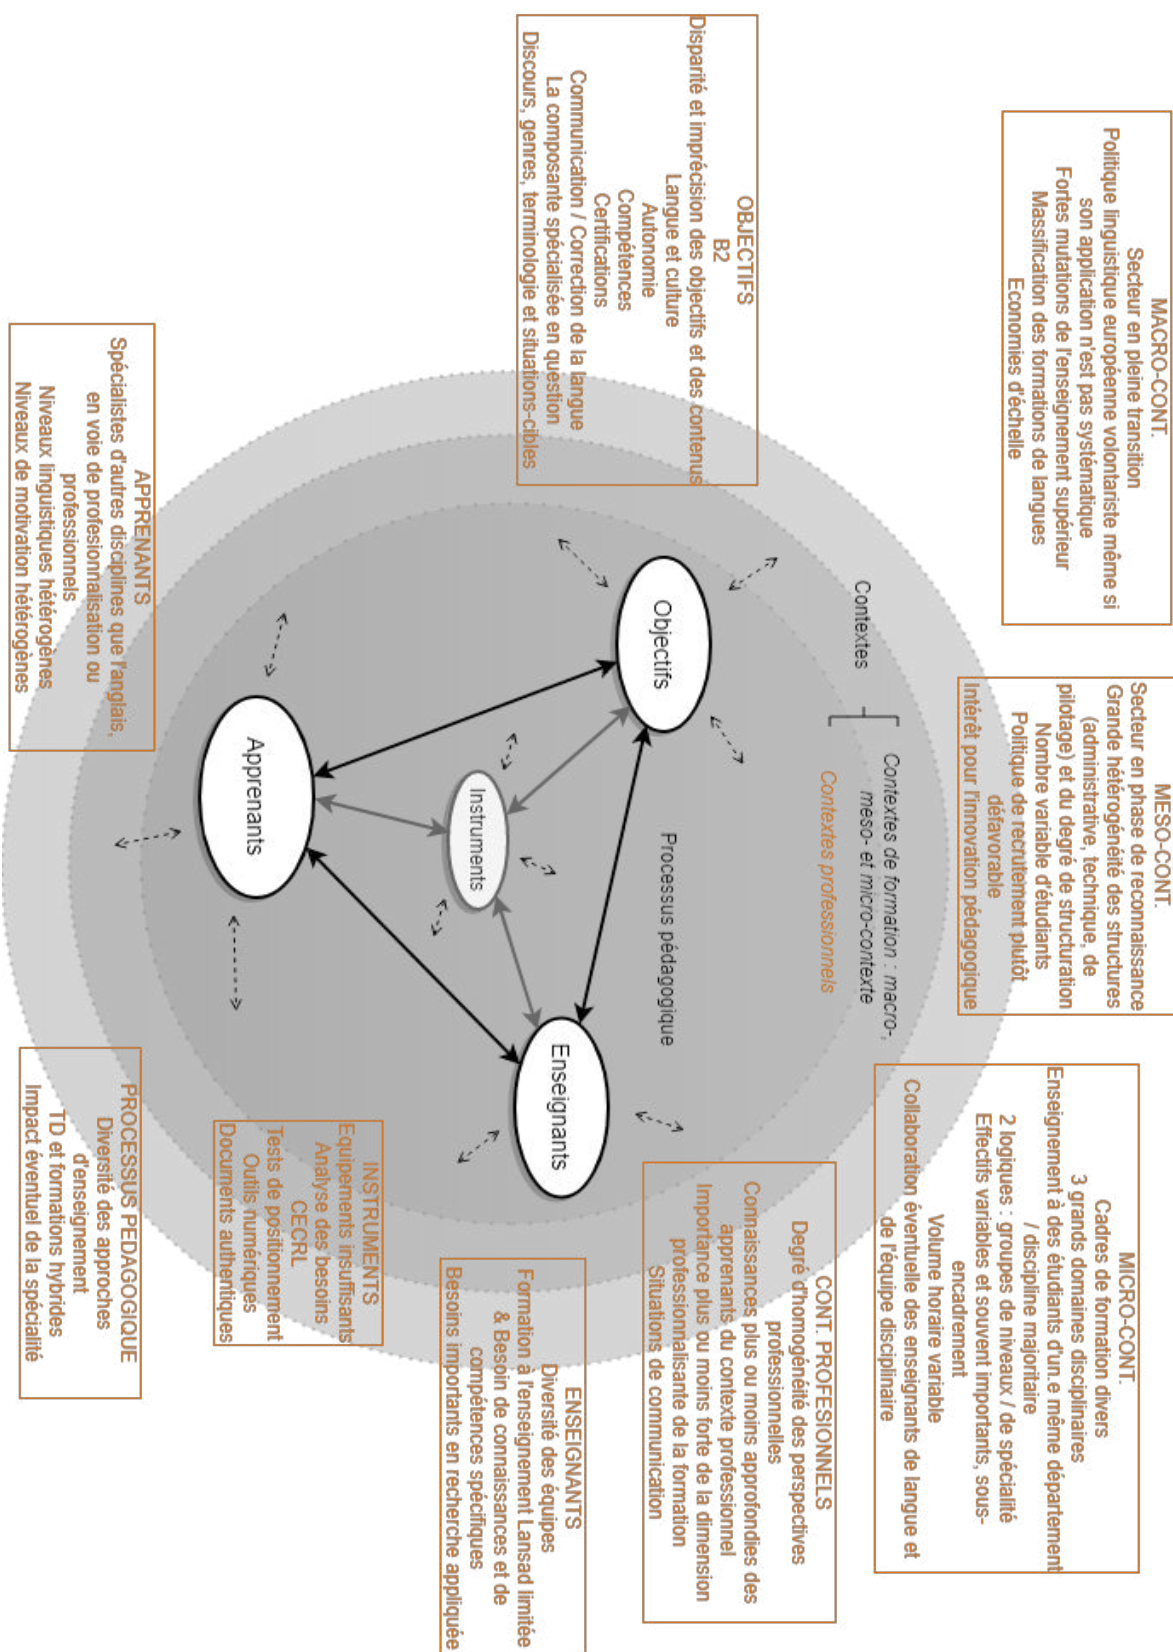 MACRO-CONT.
Secteur en pleine transition
Politique linguistique européenne volontariste même si
son application n'est pas systématique
Fortes mutations de l'enseignement supérieur
Massification des formations de langues
Economies d'échelle
MESO-CONT.
Secteur en phase de reconnaissance
Grande hétérogénéité des structures
(administrative, technique, de
pilotage) et du degré de structuration
Nombre variable d'étudiants
Politique de recrutement plutôt
défavorable
Intérêt pour l'innovation pédagogique
MICRO-CONT.
Cadres de formation divers
3 grands domaines disciplinaires
Enseignement à des étudiants d'un.e même département
/ discipline majoritaire
2 logiques : groupes de niveaux / de spécialité
Effectifs variables et souvent importants, sous-
encadrement
Volume horaire variable
Collaboration éventuelle des enseignants de langue et
de l'équipe disciplinaire
Contextes
Contextes de formation : macro-,
meso- et micro-contexte
Contextes professionnels
OBJECTIFS
B2
Disparité et imprécision des objectifs et des contenus
Langue et culture
Autonomie
Compétences
Certifications
Communication / Correction de la langue
La composante spécialisée en question
Discours, genres, terminologie et situations-cibles
Objectifs
Processus pédagogique
Enseignants
Instruments
Apprenants
CONT. PROFESIONNELS
Degré d'homogénéité des perspectives
professionnelles
Connaissances plus ou moins approfondies des
apprenants du contexte professionnel
Importance plus ou moins forte de la dimension
professionnalisante de la formation
Situations de communication
ENSEIGNANTS
Diversité des équipes
Formation à l'enseignement Lansad limitée
& Besoin de connaissances et de
compétences spécifiques
Besoins importants en recherche appliquée
INSTRUMENTS
Equipements insuffisants
Analyse des besoins
CECRL
Tests de positionnement
Outils numériques
Documents authentiques
APPRENANTS
Spécialistes d'autres disciplines que l'anglais,
en voie de profesionnalisation ou
professionnels
Niveaux linguistiques hétérogènes
Niveaux de motivation hétérogènes
PROCESSUS PEDAGOGIQUE
Diversité des approches
d'enseignement
TD et formations hybrides
Impact éventuel de la spécialité